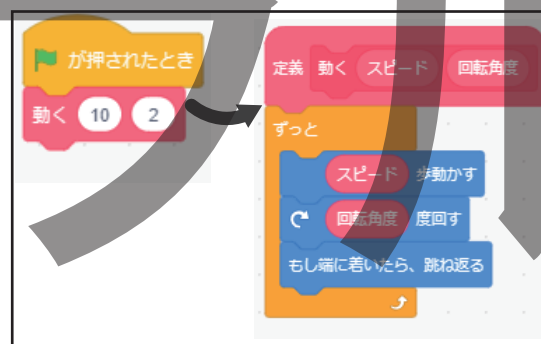 が押されたとき
動く 10 2
定義 動く スピード 回転角度
ずっと
スピード 歩動かす
回転角度 度回す
もし端に着いたら、跳ね返る